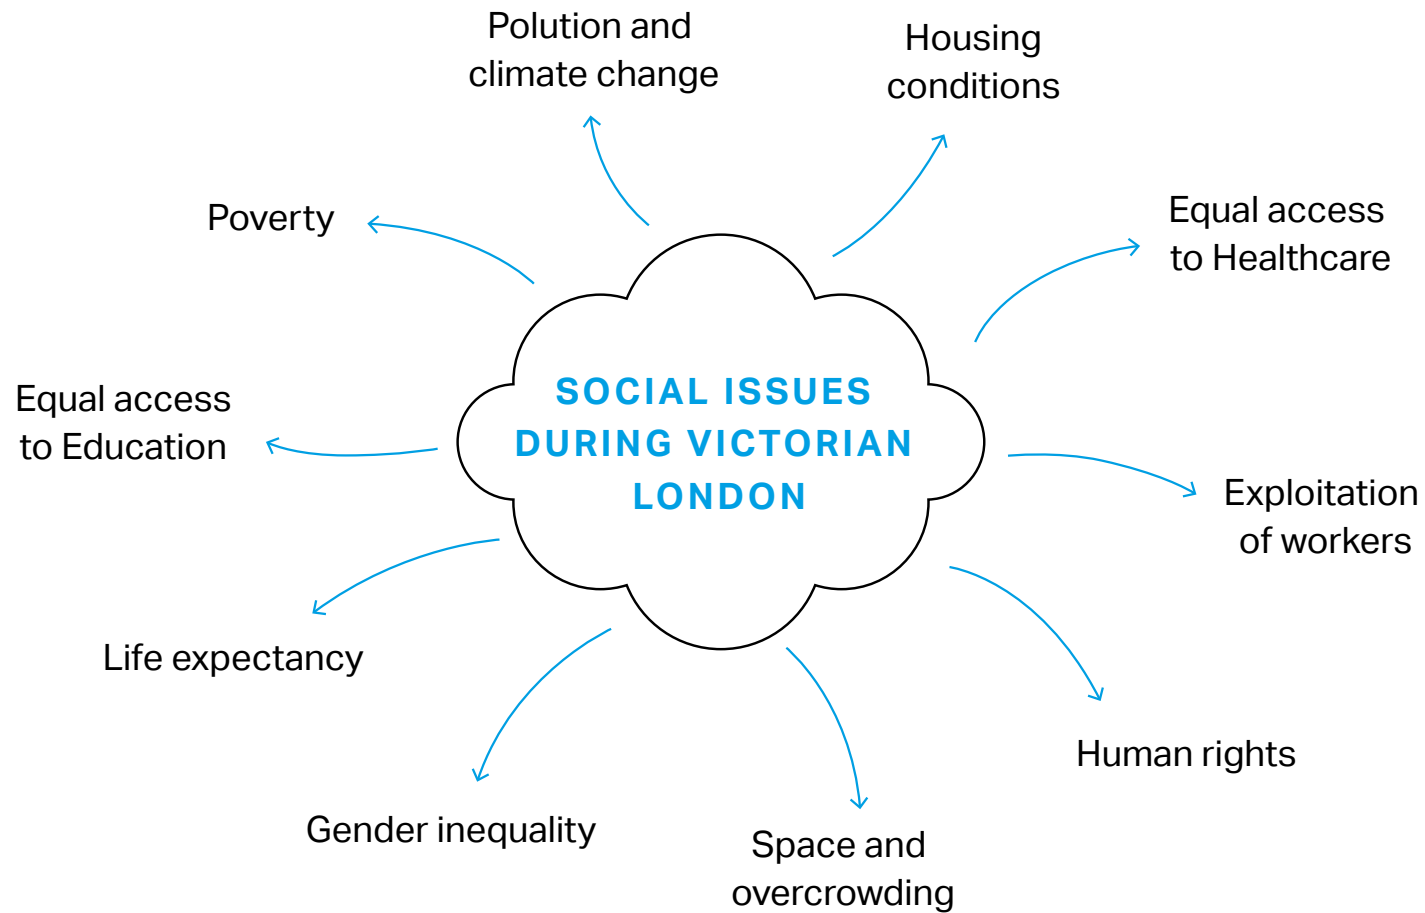 Polution and
climate change
Housing
conditions
Poverty
Equal access
to Healthcare
SOCIAL ISSUES
DURING VICTORIAN
LONDON
Equal access
to Education
Exploitation
of workers
Life expectancy
Human rights
Gender inequality
Space and
overcrowding